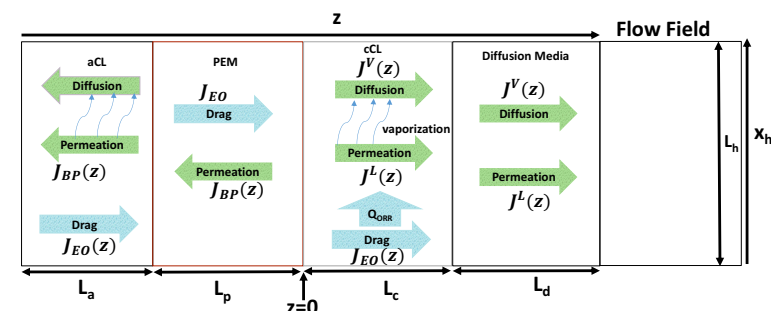 z
Flow Field
aCL
PEM
cCL
Diffusion Media
Diffusion
J_EO
Drag
J^V(z)
Diffusion
J^V(z)
Diffusion
vaporization
Permeation
J_BP(z)
Permeation
J_BP(z)
Permeation
J^L(z)
Permeation
J^L(z)
L_h
x_h
Q_ORR
Drag
J_EO(z)
Drag
J_EO(z)
L_a
L_p
L_c
L_d
z=0